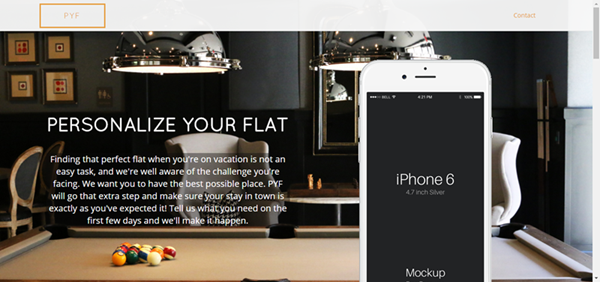 PYF
Contact
PERSONALIZE YOUR FLAT
Finding that perfect flat when you're on vacation is not an
easy task, and we're well aware of the challenge you're
facing. We want you to have the best possible place. PYF
will go that extra step and make sure your stay in town is
exactly as you've expected it! Tell us what you need on the
first few days and we'll make it happen.
BELL 4:21 PM 100%
iPhone 6
4.7 inch Silver
Mockup